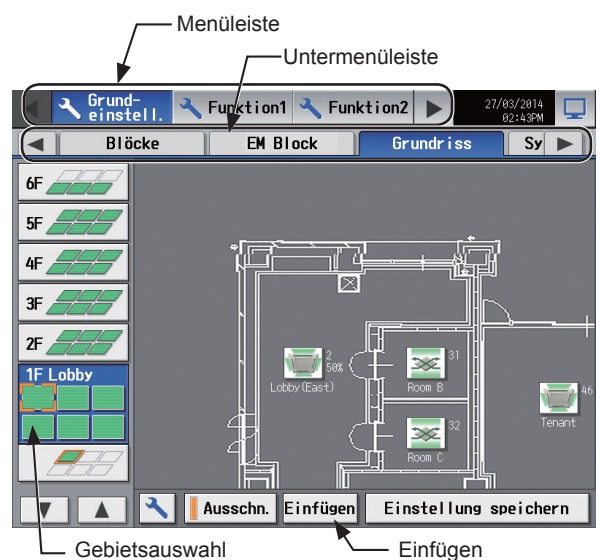 Menüleiste
Untermenüleiste
Grund-
einstell.
Funktion1
Funktion2
27/03/2014
02:43PM
Blöcke
EM Block
Grundriss
Sy
6F
5F
4F
3F
2F
1F Lobby
2
50%
Lobby(East)
31
Room B
32
Room C
46
Tenant
Ausschn.
Einfügen
Einstellung speichern
Gebietsauswahl
Einfügen